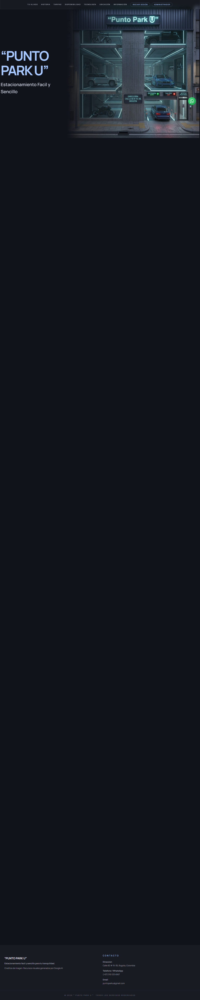 TU ALIADO HISTORIA TARIFAS DISPONIBILIDAD TECNOLOGÍA UBICACIÓN INFORMACIÓN INICIAR SESIÓN ADMINISTRADOR
“Punto Park U”
“PUNTO
PARK U”
Estacionamiento Facil y
Sencillo
DIRECCIÓN:
CALLE 82 # 15-35,
BOGOTÁ
ENTRADA
ENTRY
SALIDA
EXIT
ACCESO
PEATONAL
“PUNTO PARK U”
Estacionamiento facil y sencillo para tu tranquilidad.
Creditos de imagen: Recursos visuales generados por Google AI
CONTACTO
Direccion
Calle 82 # 15-35, Bogota, Colombia
Telefono / WhatsApp
(+57) 310 123 4567
Email
puntoparku@gmail.com
" PUNTO PARK U ". TODOS LOS DERECHOS RESERVADOS